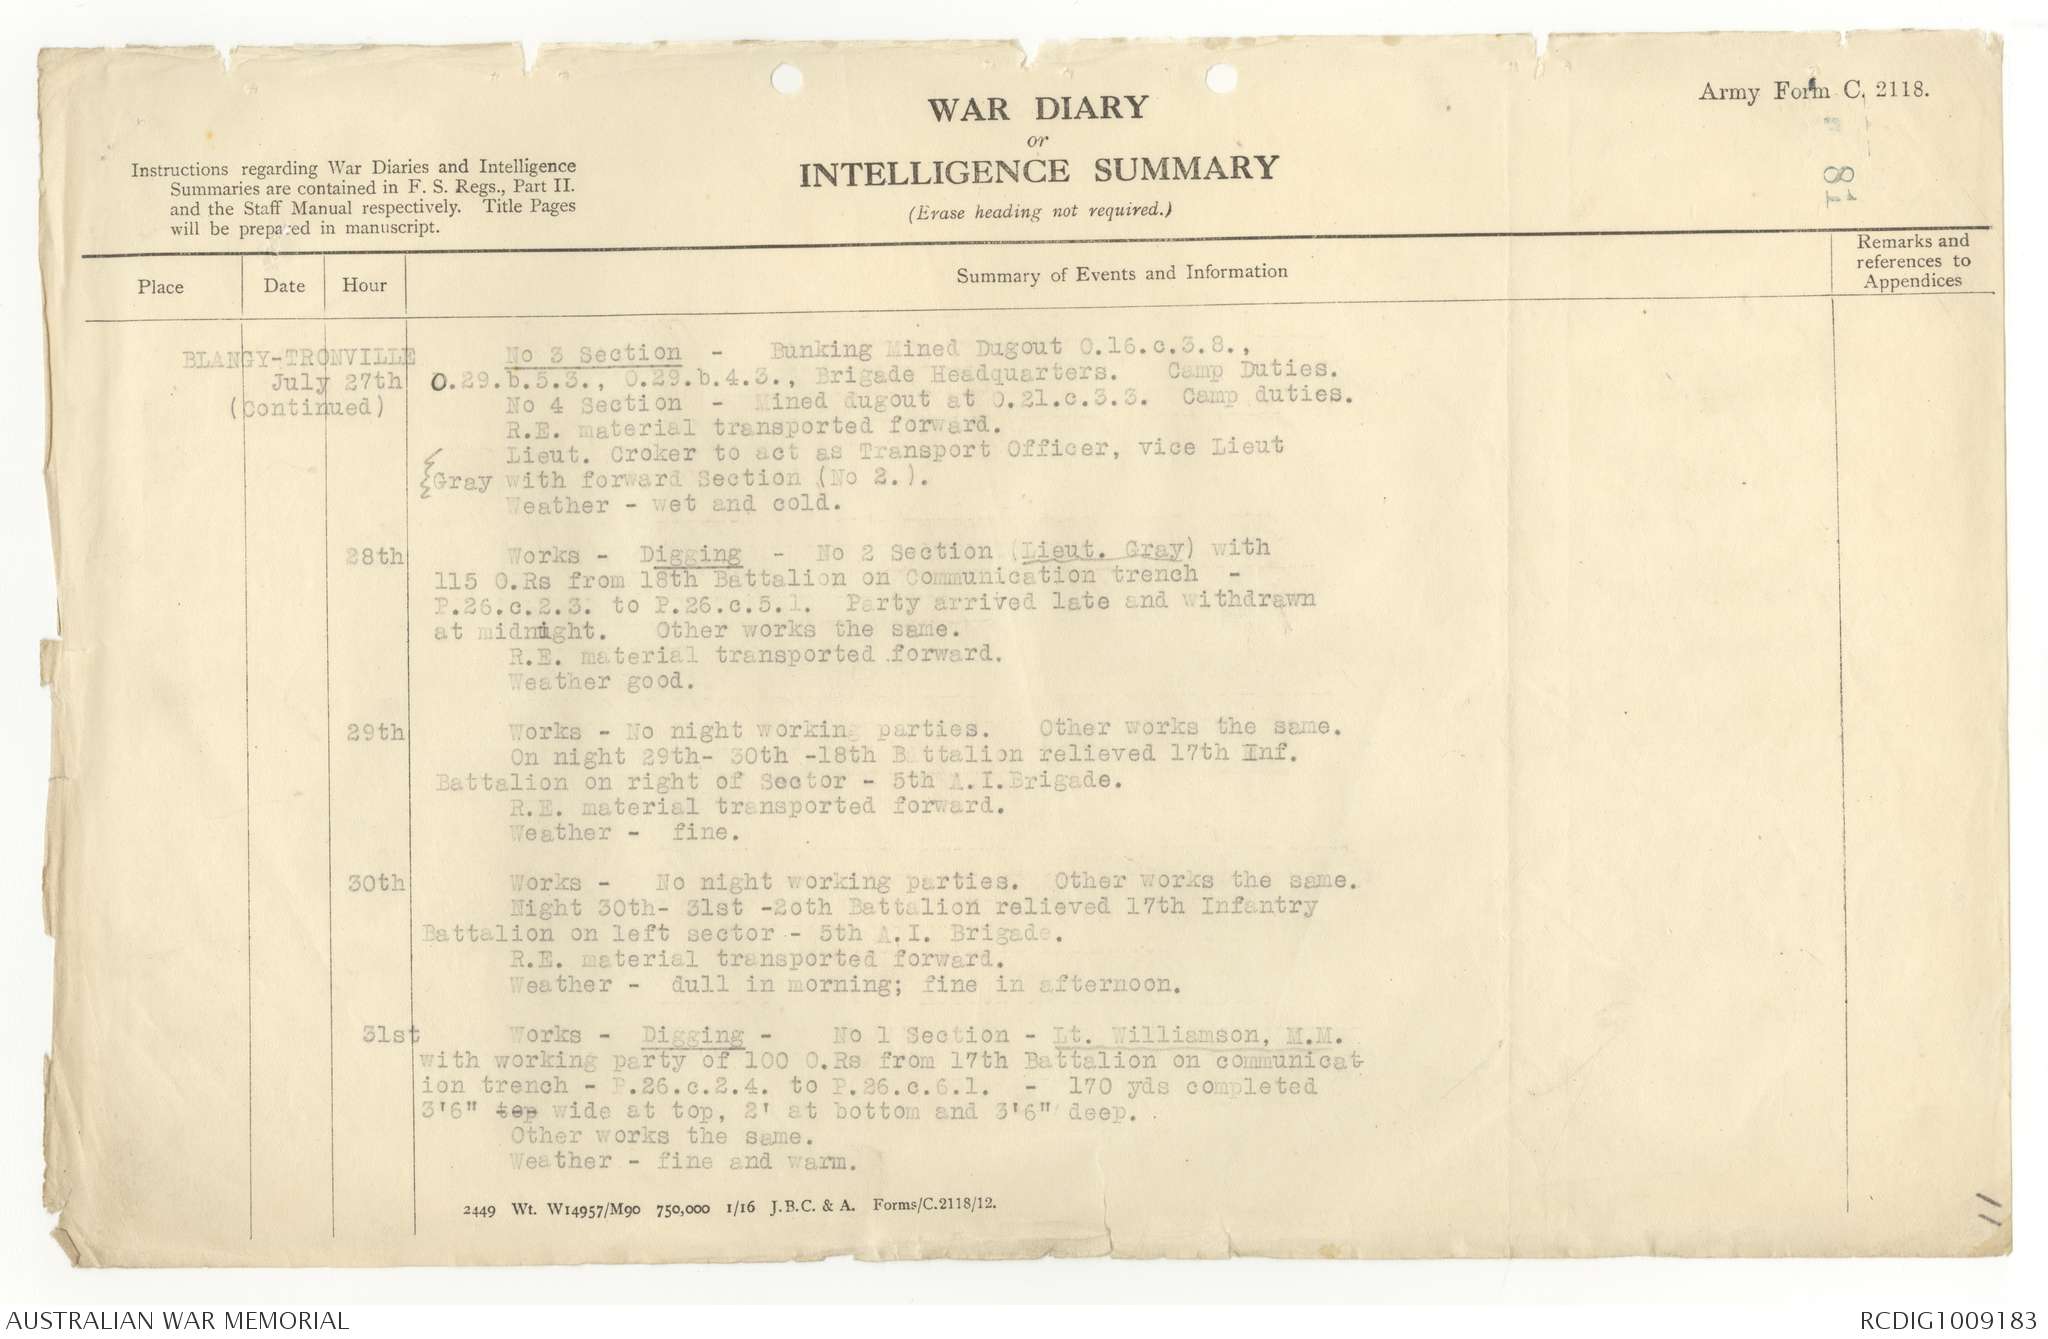 Army Form C. 2118.
WAR DIARY
or
INTELLIGENCE SUMMARY
(Erase heading not required.)
Instructions regarding War Diaries and Intelligence
Summaries are contained in F. S. Regs., Part II.
and the Staff Manual respectively. Title Pages
will be prepared in manuscript.
18
Place
Date
Hour
Summary of Events and Information
Remarks and
references to
Appendices
BLANGY-TRONVILLE
July 27th
(Continued)
No 3 Section - Bunking Mined Dugout O.16.c.3.8.,
O.29.b.5.3., O.29.b.4.3., Brigade Headquarters. Camp Duties.
No 4 Section - Mined dugout at O.21.c.3.3. Camp duties.
R.E. material transported forward.
Lieut. Croker to act as Transport Officer, vice Lieut
Gray with forward Section (No 2.).
Weather - wet and cold.
28th Works - Digging - No 2 Section (Lieut. Gray) with
115 O.Rs from 18th Battalion on Communication trench -
P.26.c.2.3. to P.26.c.5.1. Party arrived late and withdrawn
at midnight. Other works the same.
R.E. material transported forward.
Weather good.
29th Works - No night working parties. Other works the same.
On night 29th- 30th -18th Battalion relieved 17th Inf.
Battalion on right of Sector - 5th A.I.Brigade.
R.E. material transported forward.
Weather - fine.
30th Works - No night working parties. Other works the same.
Night 30th- 31st -20th Battalion relieved 17th Infantry
Battalion on left sector - 5th A.I. Brigade.
R.E. material transported forward.
Weather - dull in morning; fine in afternoon.
31st Works - Digging - No 1 Section - Lt. Williamson, M.M.
with working party of 100 O.Rs from 17th Battalion on communicat-
ion trench - P.26.c.2.4. to P.26.c.6.1. - 170 yds completed
3'6" top wide at top, 2' at bottom and 3'6" deep.
Other works the same.
Weather - fine and warm.
2449 Wt. W14957/M90 750,000 1/16 J.B.C. & A. Forms/C.2118/12.
11
AUSTRALIAN WAR MEMORIAL
RCDIG1009183